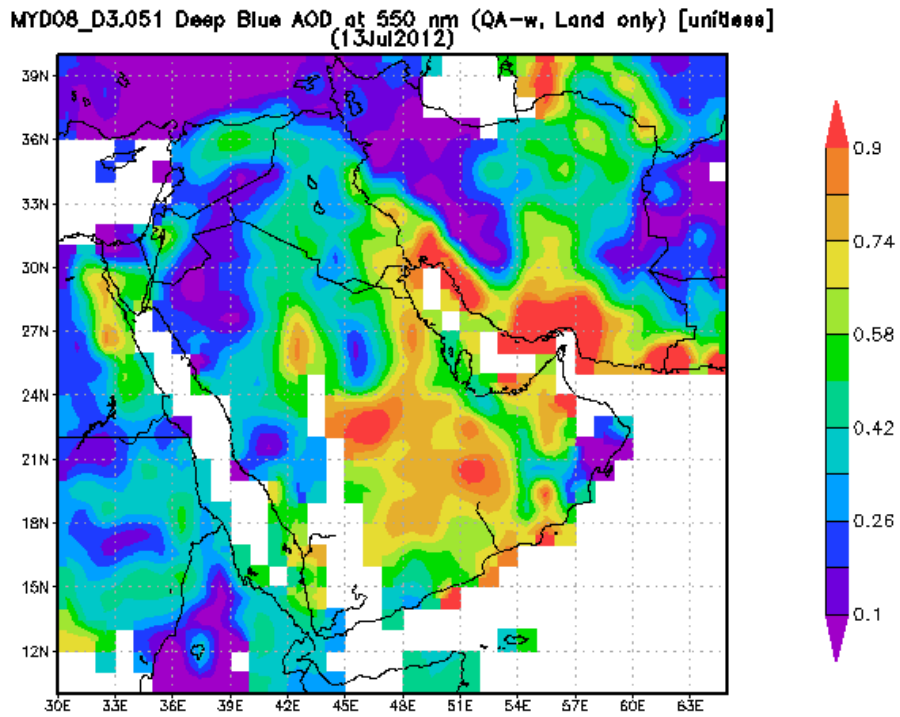 MYD08_D3.051 Deep Blue AOD at 550 nm (QA-w, Land only) [unitless]
(13Jul2012)
39N
36N
33N
30N
27N
24N
21N
18N
15N
12N
30E 33E 36E 39E 42E 45E 48E 51E 54E 57E 60E 63E
0.9
0.74
0.58
0.42
0.26
0.1